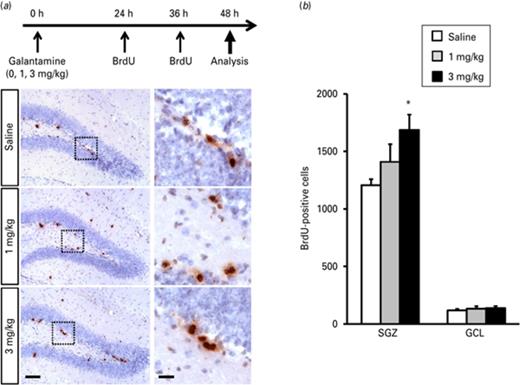 (a)
0 h 24 h 36 h 48 h
Galantamine BrdU BrdU Analysis
(0, 1, 3 mg/kg)
Saline
1 mg/kg
3 mg/kg
(b)
Saline
1 mg/kg
3 mg/kg
BrdU-positive cells
2000
1500
1000
500
0
*
SGZ GCL